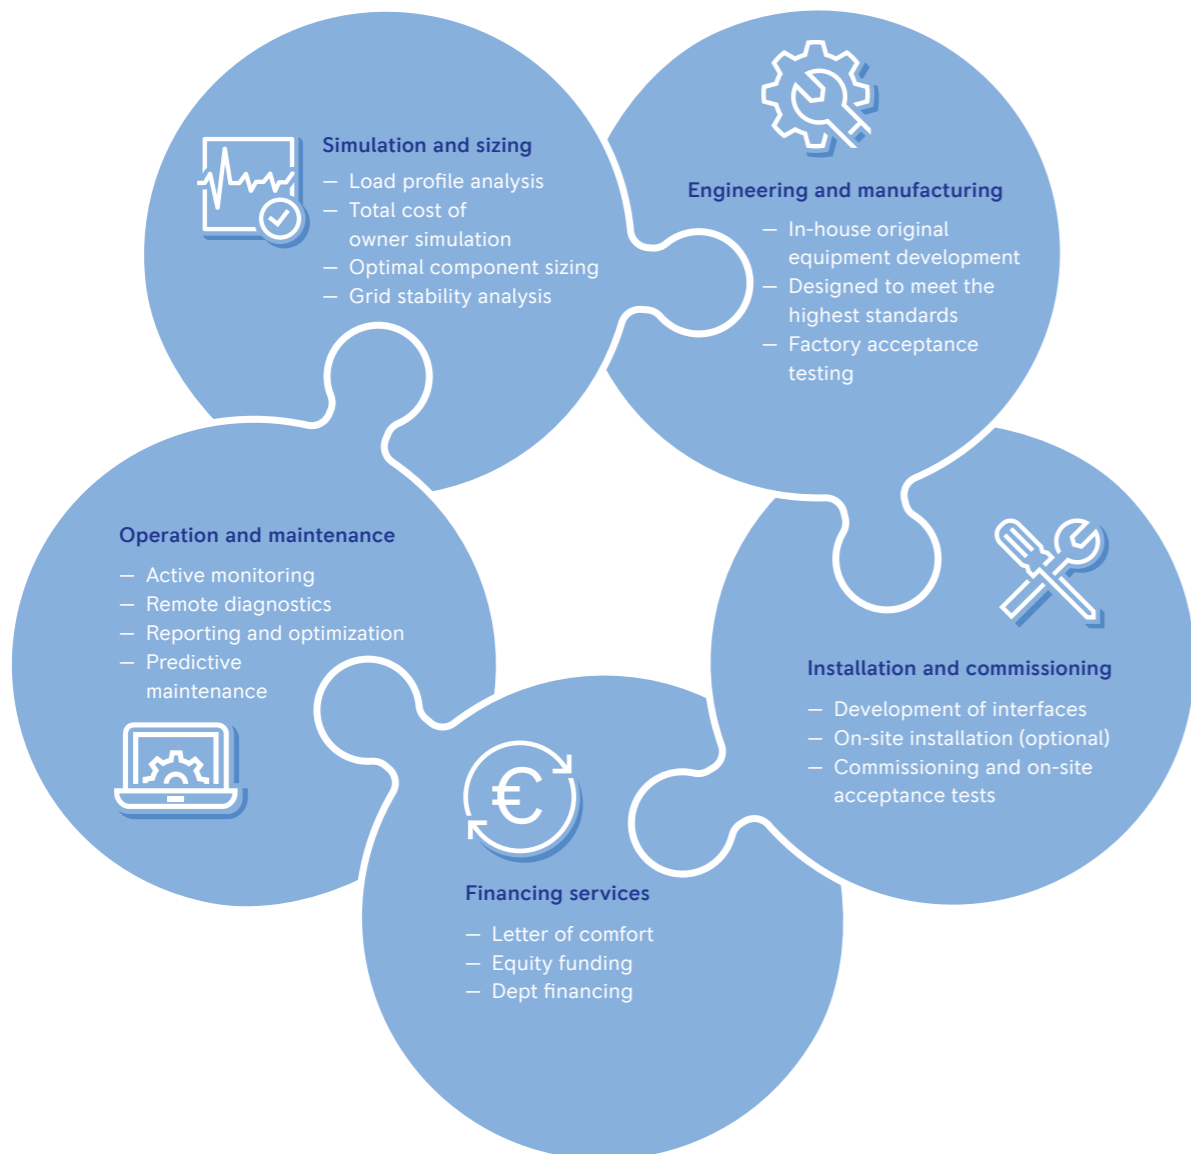 Simulation and sizing
— Load profile analysis
— Total cost of
owner simulation
— Optimal component sizing
— Grid stability analysis
Engineering and manufacturing
— In-house original
equipment development
— Designed to meet the
highest standards
— Factory acceptance
testing
Operation and maintenance
— Active monitoring
— Remote diagnostics
— Reporting and optimization
— Predictive
maintenance
Installation and commissioning
— Development of interfaces
— On-site installation (optional)
— Commissioning and on-site
acceptance tests
€
Financing services
— Letter of comfort
— Equity funding
— Dept financing